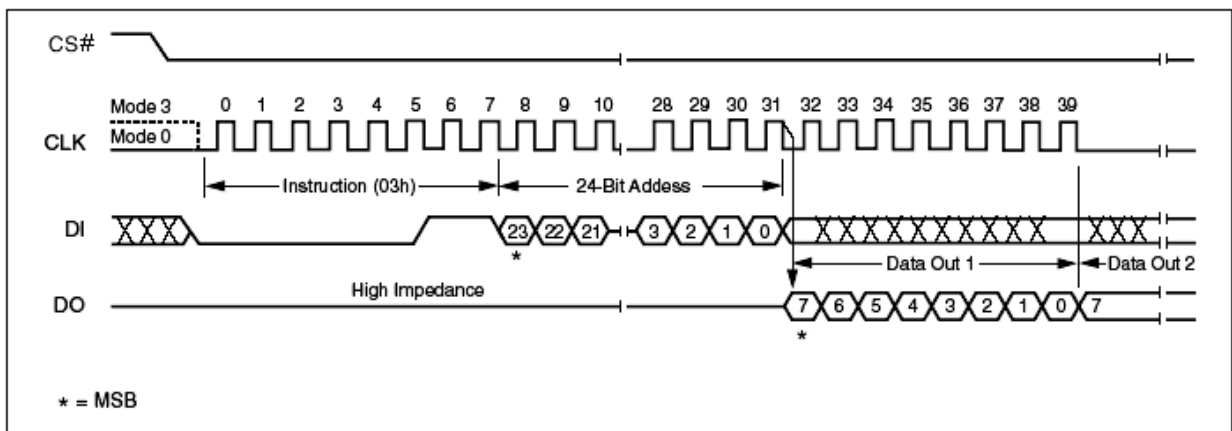 CS#
Mode 3
0 1 2 3 4 5 6 7 8 9 10 28 29 30 31 32 33 34 35 36 37 38 39
CLK
Mode 0
Instruction (03h)
24-Bit Addess
DI
23 22 21 3 2 1 0
*
Data Out 1
Data Out 2
High Impedance
DO
7 6 5 4 3 2 1 0 7
*
* = MSB